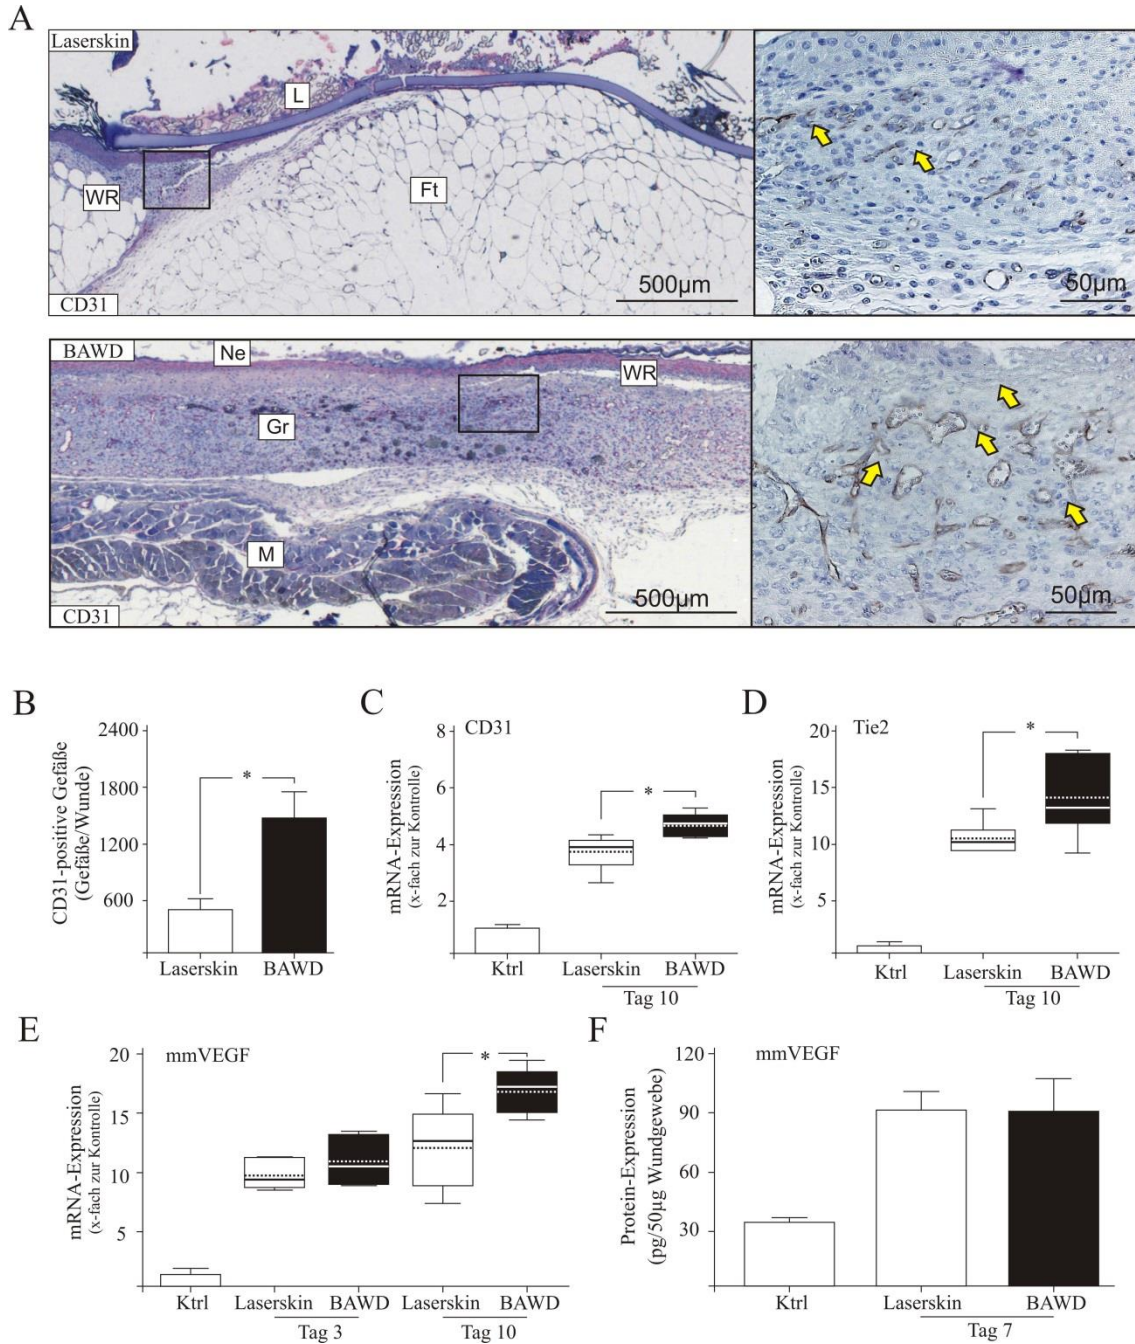 A
Laserskin
L
WR
Ft
500µm
CD31
50µm
BAWD
Ne
WR
Gr
M
500µm
CD31
50µm
B
CD31-positive Gefäße
(Gefäße/Wunde)
2400
1800
1200
600
*
Laserskin BAWD
C
CD31
mRNA-Expression
(x-fach zur Kontrolle)
8
6
4
2
*
Ktrl Laserskin BAWD
Tag 10
D
Tie2
mRNA-Expression
(x-fach zur Kontrolle)
20
15
10
5
*
Ktrl Laserskin BAWD
Tag 10
E
mmVEGF
mRNA-Expression
(x-fach zur Kontrolle)
20
15
10
5
*
Ktrl Laserskin BAWD Laserskin BAWD
Tag 3 Tag 10
F
mmVEGF
Protein-Expression
(pg/50µg Wundgewebe)
120
90
60
30
Ktrl Laserskin BAWD
Tag 7